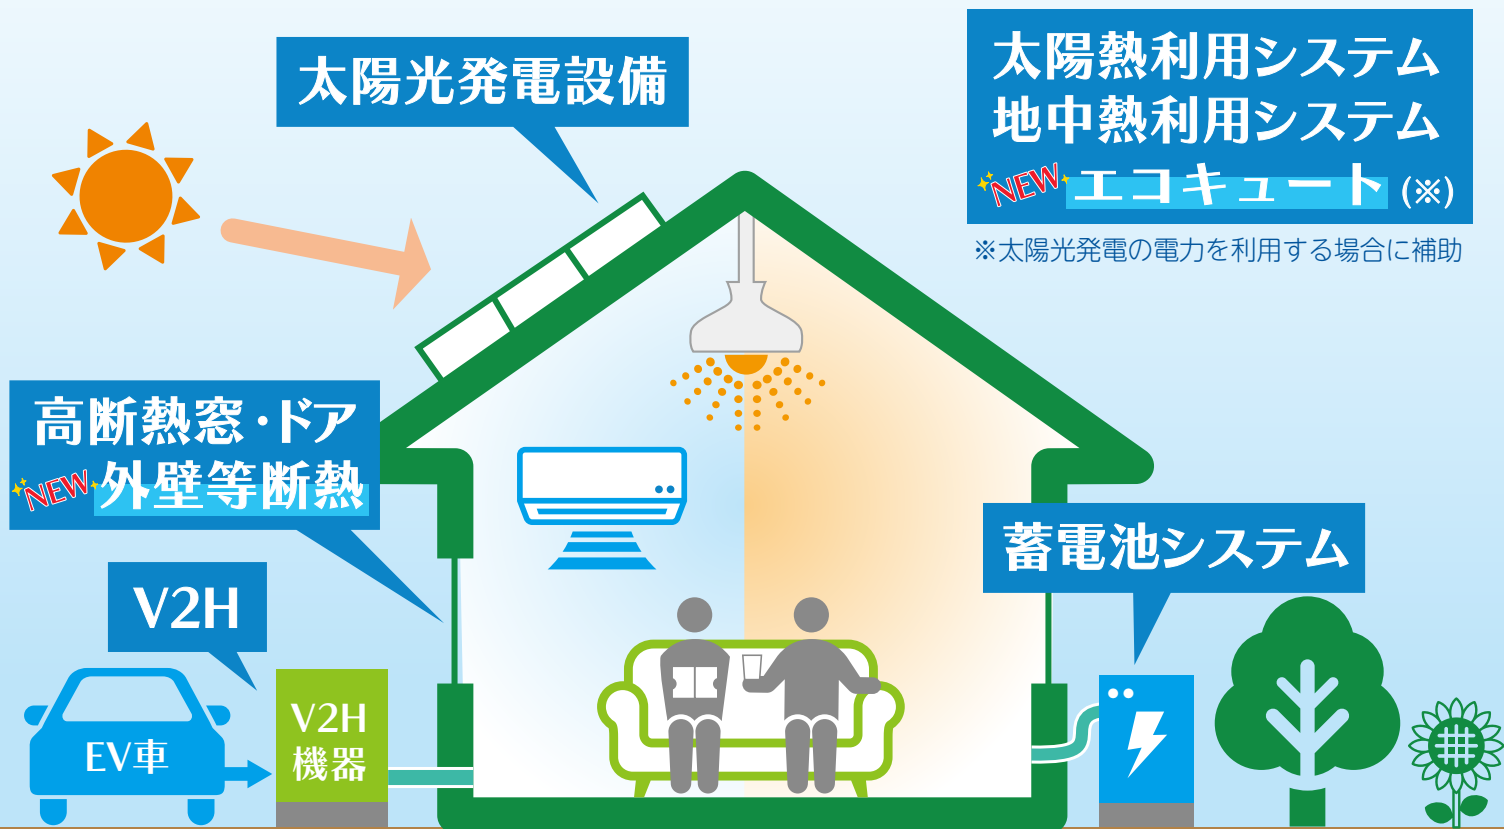 太陽光発電設備
太陽熱利用システム
地中熱利用システム
NEW エコキュート (※)
※太陽光発電の電力を利用する場合に補助
高断熱窓・ドア
NEW 外壁等断熱
蓄電池システム
V2H
V2H
機器
EV車